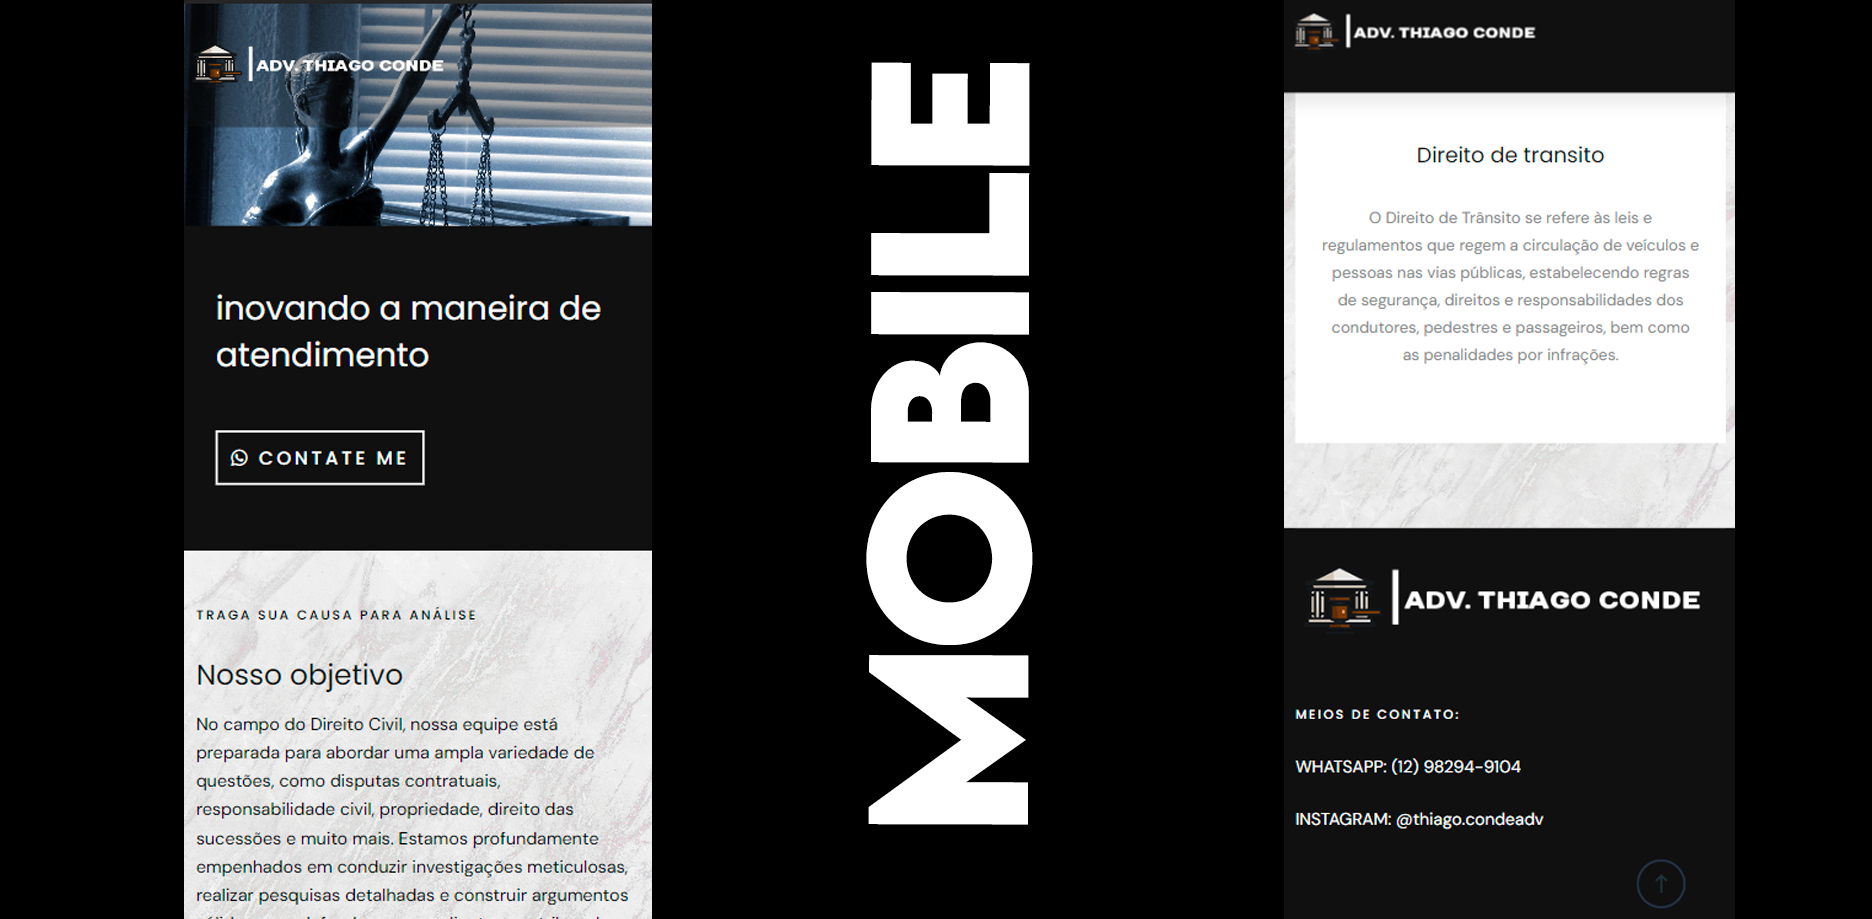 ADV. THIAGO CONDE
inovando a maneira de
atendimento
CONTATE ME
TRAGA SUA CAUSA PARA ANÁLISE
Nosso objetivo
No campo do Direito Civil, nossa equipe está
preparada para abordar uma ampla variedade de
questões, como disputas contratuais,
responsabilidade civil, propriedade, direito das
sucessões e muito mais. Estamos profundamente
empenhados em conduzir investigações meticulosas,
realizar pesquisas detalhadas e construir argumentos
MOBILE
ADV. THIAGO CONDE
Direito de transito
O Direito de Trânsito se refere às leis e
regulamentos que regem a circulação de veículos e
pessoas nas vias públicas, estabelecendo regras
de segurança, direitos e responsabilidades dos
condutores, pedestres e passageiros, bem como
as penalidades por infrações.
ADV. THIAGO CONDE
MEIOS DE CONTATO:
WHATSAPP: (12) 98294-9104
INSTAGRAM: @thiago.condeadv